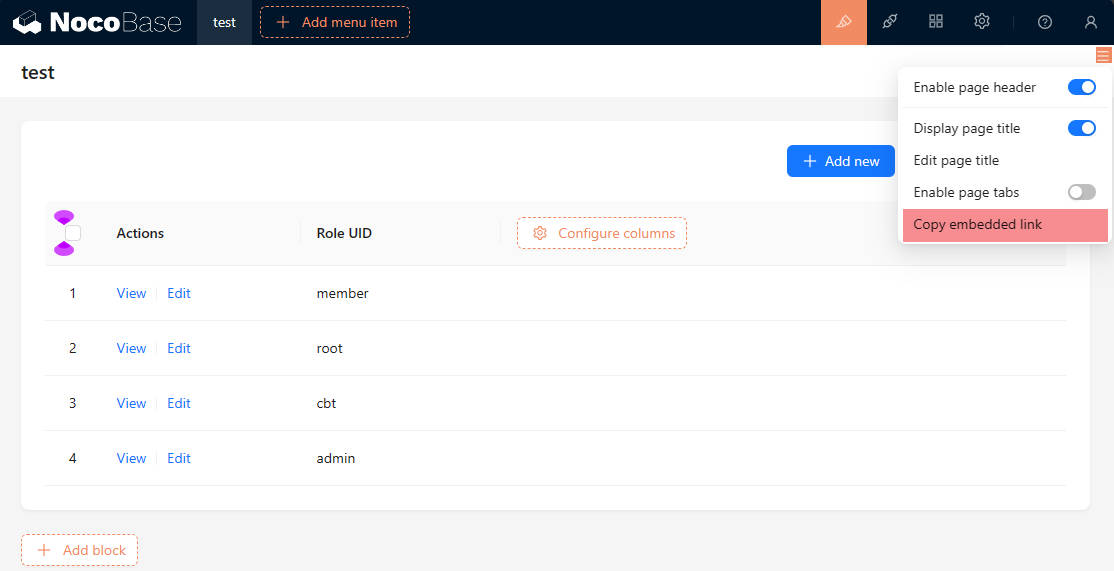 NocoBase test Add menu item
test
Enable page header
Display page title
Edit page title
Enable page tabs
Copy embedded link
Add new
Actions Role UID Configure columns
1 View Edit member
2 View Edit root
3 View Edit cbt
4 View Edit admin
Add block